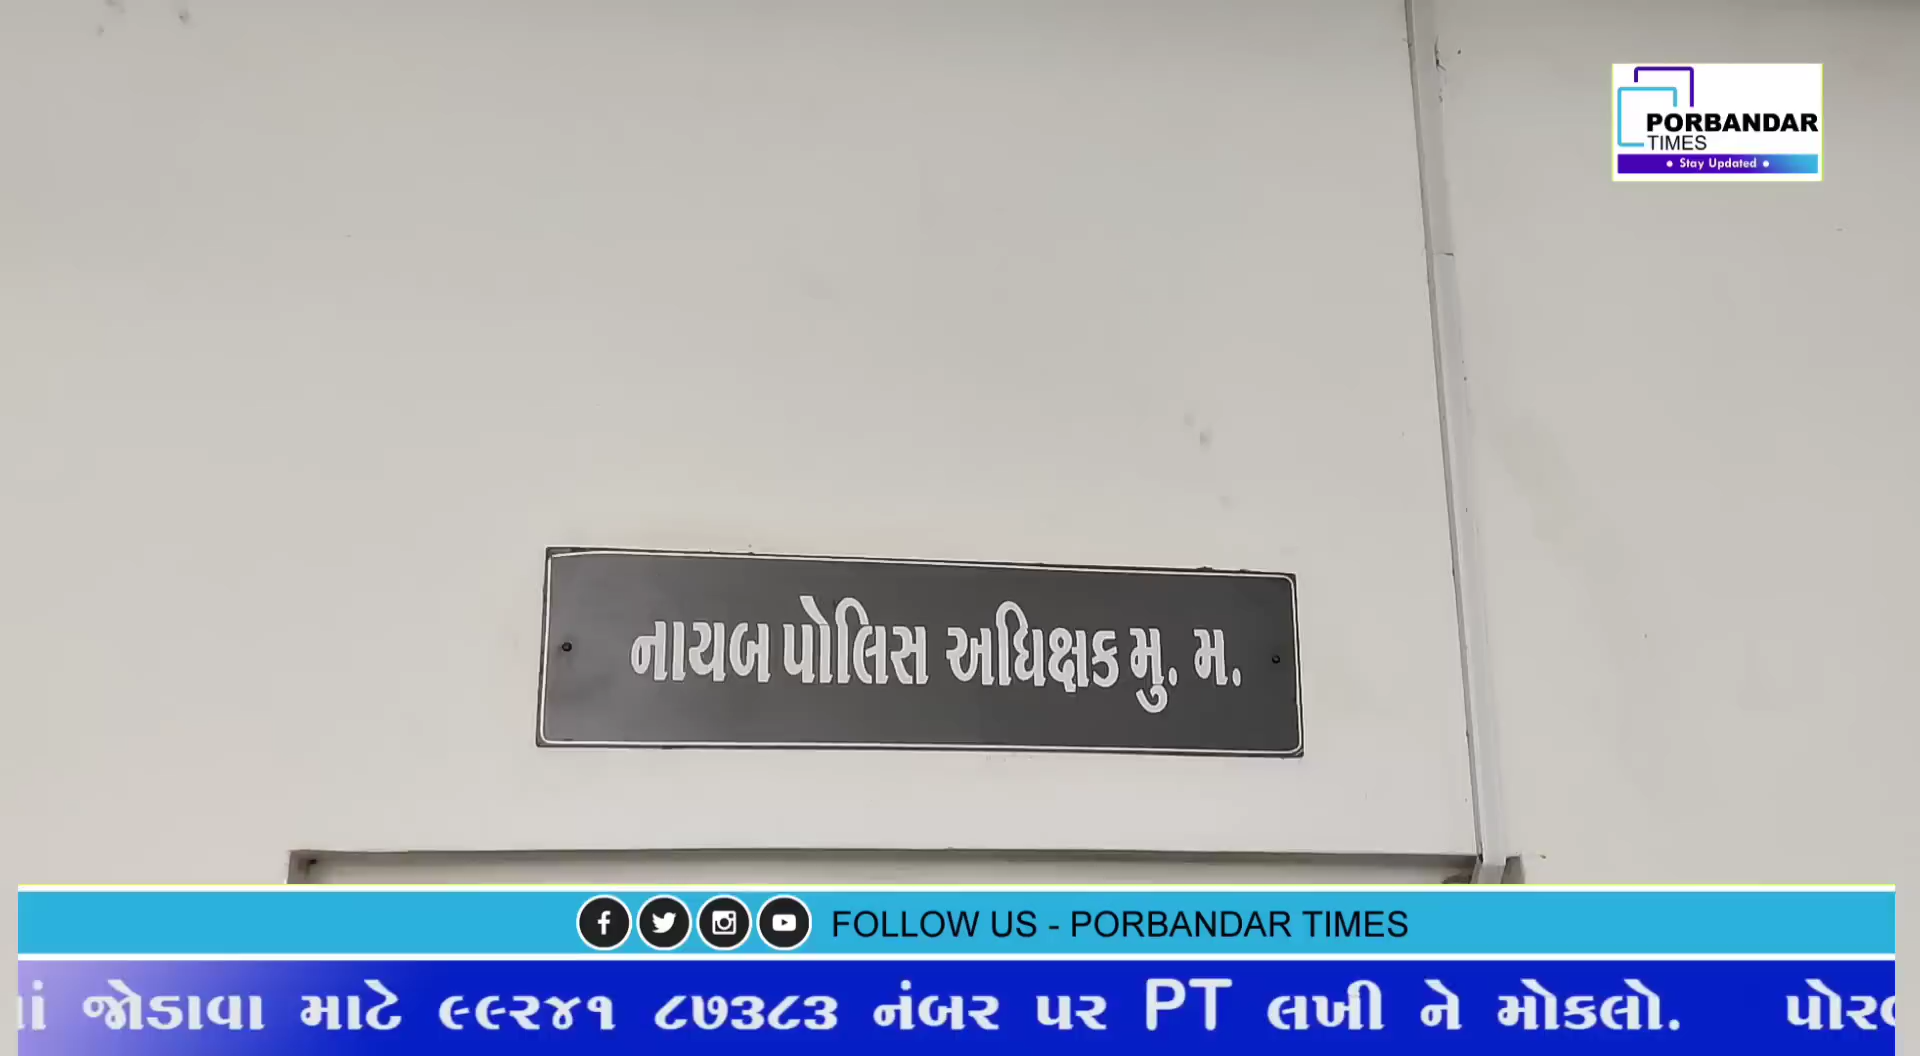 PORBANDAR
TIMES
• Stay Updated •
નાયબ પોલિસ અધિક્ષક મુ. મ.
FOLLOW US - PORBANDAR TIMES
જોડાવા માટે ૯૯૨૪૧ ૮૭૩૮૩ નંબર પર PT લખી ને મોકલો.